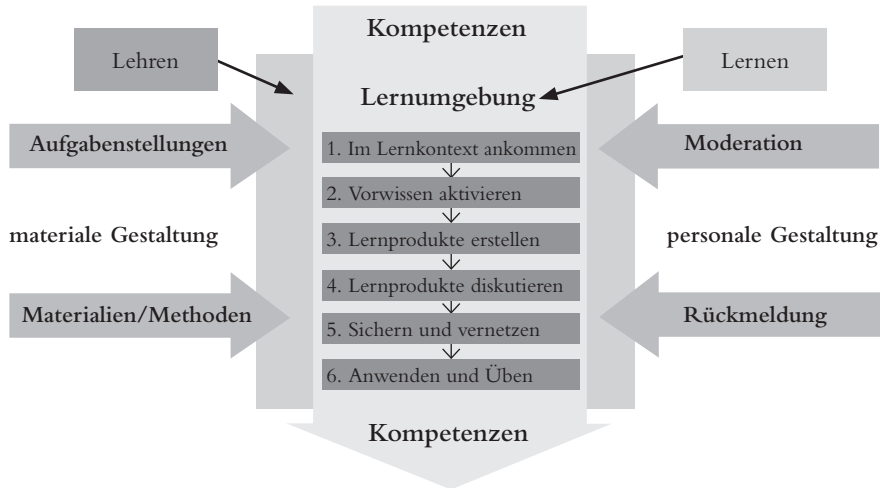 Kompetenzen
Lehren
Lernen
Lernumgebung
Aufgabenstellungen
1. Im Lernkontext ankommen
Moderation
2. Vorwissen aktivieren
materiale Gestaltung
3. Lernprodukte erstellen
personale Gestaltung
4. Lernprodukte diskutieren
Materialien/Methoden
5. Sichern und vernetzen
Rückmeldung
6. Anwenden und Üben
Kompetenzen